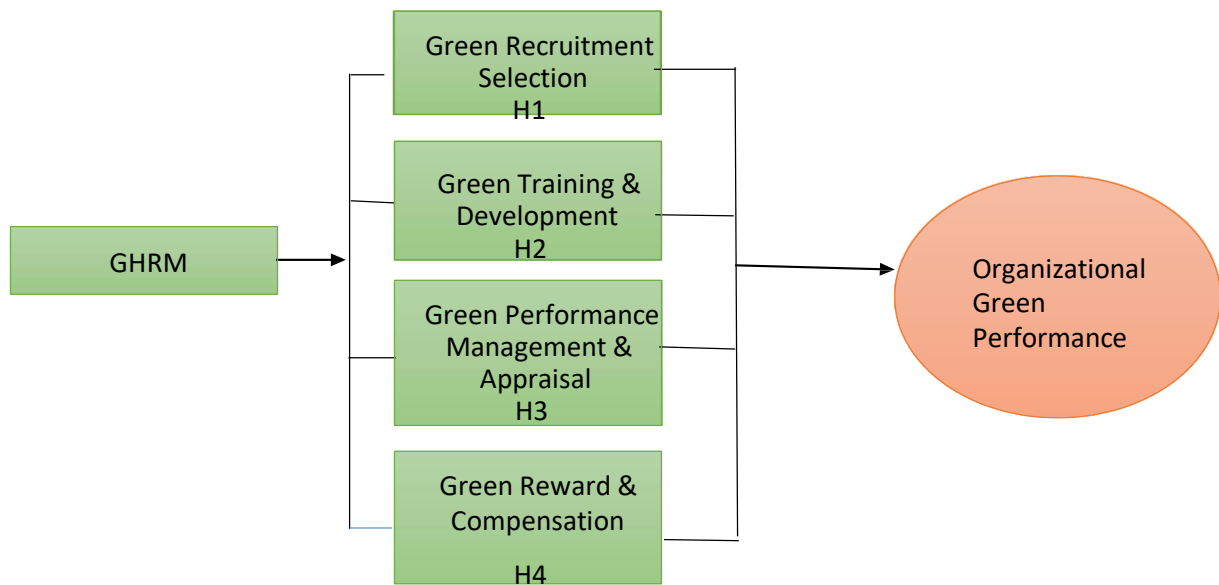 GHRM
Green Recruitment
Selection
H1
Green Training &
Development
H2
Green Performance
Management &
Appraisal
H3
Green Reward &
Compensation
H4
Organizational
Green
Performance